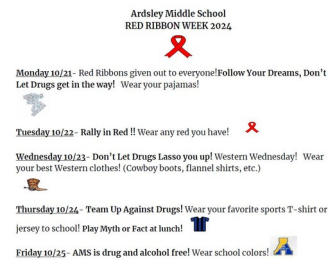 Ardsley Middle School
RED RIBBON WEEK 2024
Monday 10/21- Red Ribbons given out to everyone!Follow Your Dreams, Don't
Let Drugs get in the way! Wear your pajamas!
Tuesday 10/22- Rally in Red !! Wear any red you have!
Wednesday 10/23- Don't Let Drugs Lasso you up! Western Wednesday! Wear
your best Western clothes! (Cowboy boots, flannel shirts, etc.)
Thursday 10/24- Team Up Against Drugs! Wear your favorite sports T-shirt or
jersey to school! Play Myth or Fact at lunch!
Friday 10/25- AMS is drug and alcohol free! Wear school colors! A